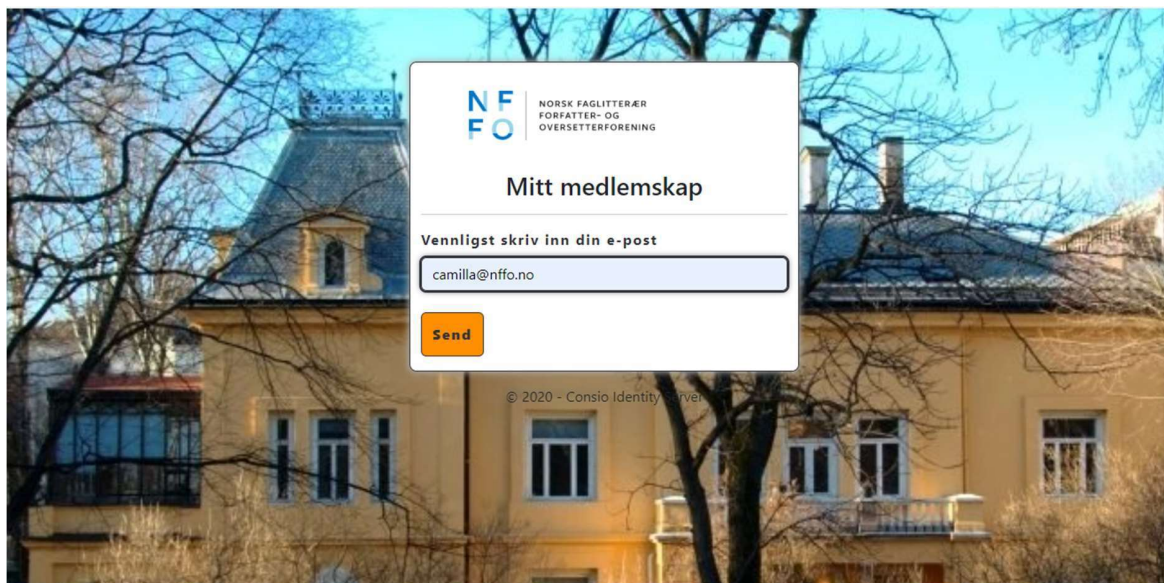 NF
FO
NORSK FAGLITTERÆR
FORFATTER- OG
OVERSETTERFORENING
Mitt medlemskap
Vennligst skriv inn din e-post
camilla@nffo.no
Send
© 2020 - Consio Identity Server